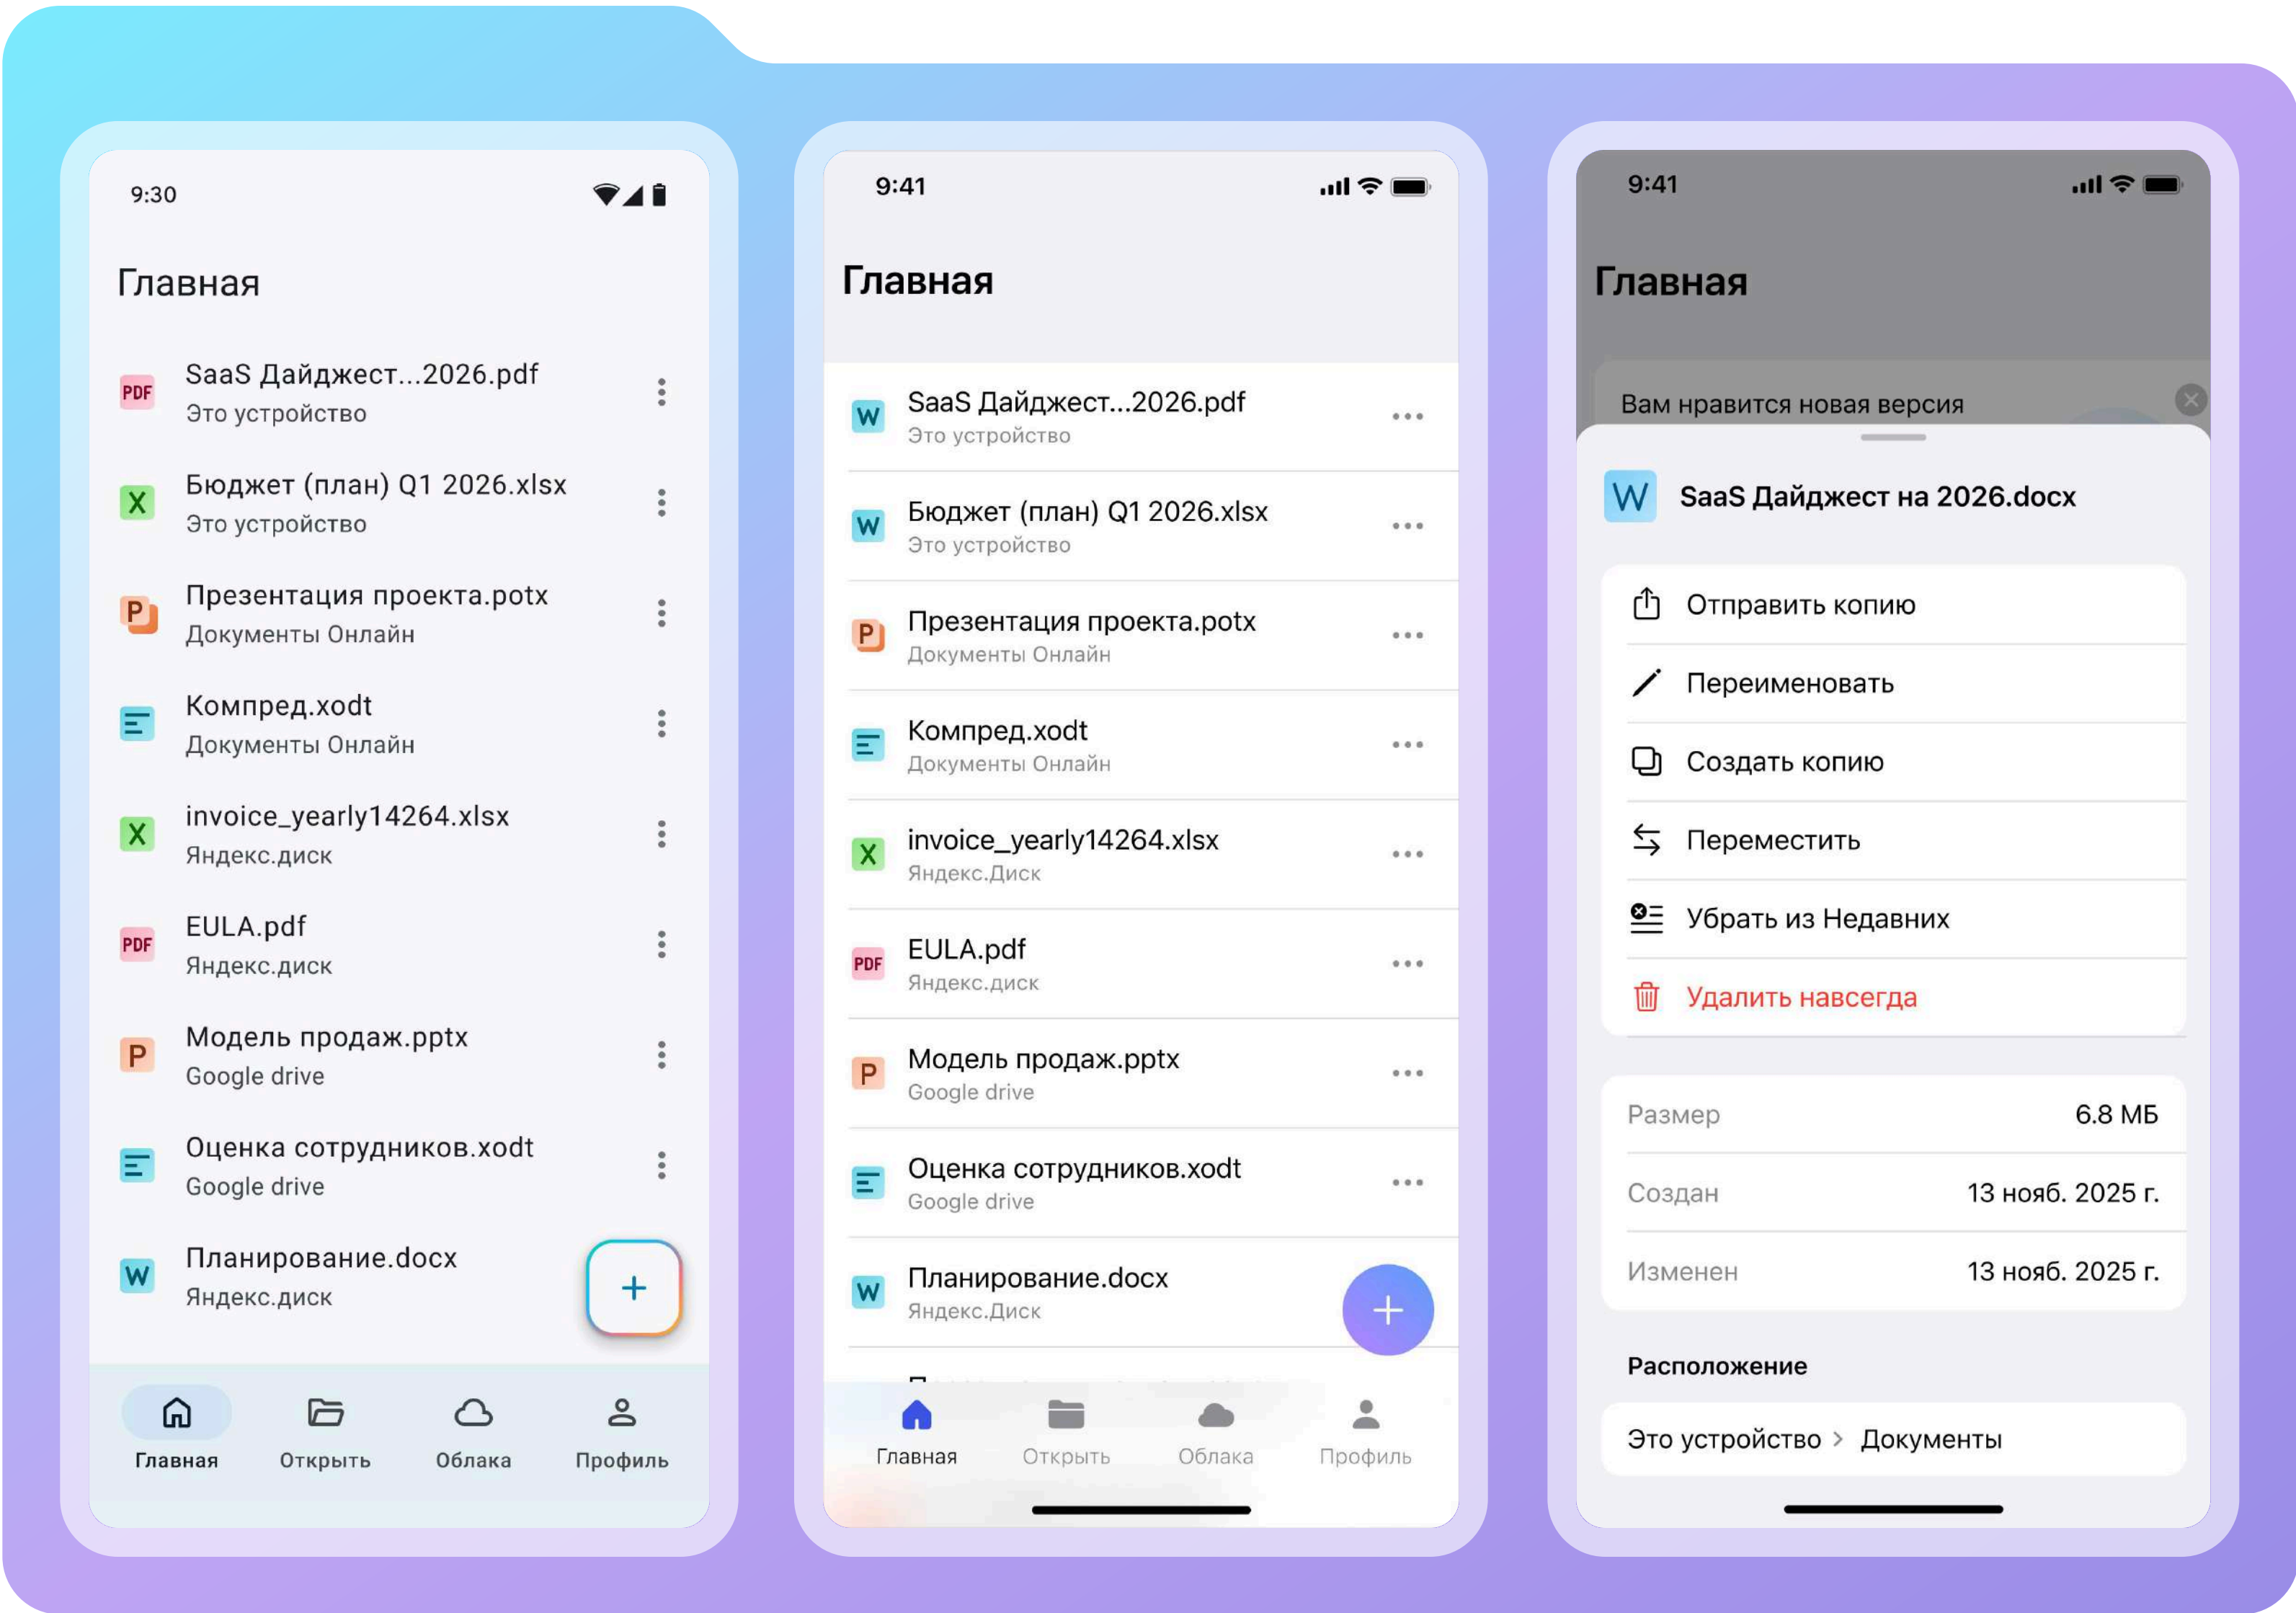 9:30
Главная
PDF
SaaS Дайджест...2026.pdf
Это устройство
X
Бюджет (план) Q1 2026.xlsx
Это устройство
P
Презентация проекта.potx
Документы Онлайн
Компред.xodt
Документы Онлайн
X
invoice_yearly14264.xlsx
Яндекс.диск
PDF
EULA.pdf
Яндекс.диск
P
Модель продаж.pptx
Google drive
Оценка сотрудников.xodt
Google drive
W
Планирование.docx
Яндекс.диск
+
Главная
Открыть
Облака
Профиль
9:41
Главная
W
SaaS Дайджест...2026.pdf
Это устройство
W
Бюджет (план) Q1 2026.xlsx
Это устройство
P
Презентация проекта.potx
Документы Онлайн
Компред.xodt
Документы Онлайн
X
invoice_yearly14264.xlsx
Яндекс.Диск
PDF
EULA.pdf
Яндекс.диск
P
Модель продаж.pptx
Google drive
Оценка сотрудников.xodt
Google drive
W
Планирование.docx
Яндекс.Диск
+
Главная
Открыть
Облака
Профиль
9:41
Главная
Вам нравится новая версия
W
SaaS Дайджест на 2026.docx
Отправить копию
Переименовать
Создать копию
Переместить
Убрать из Недавних
Удалить навсегда
Размер 6.8 МБ
Создан 13 нояб. 2025 г.
Изменен 13 нояб. 2025 г.
Расположение
Это устройство > Документы